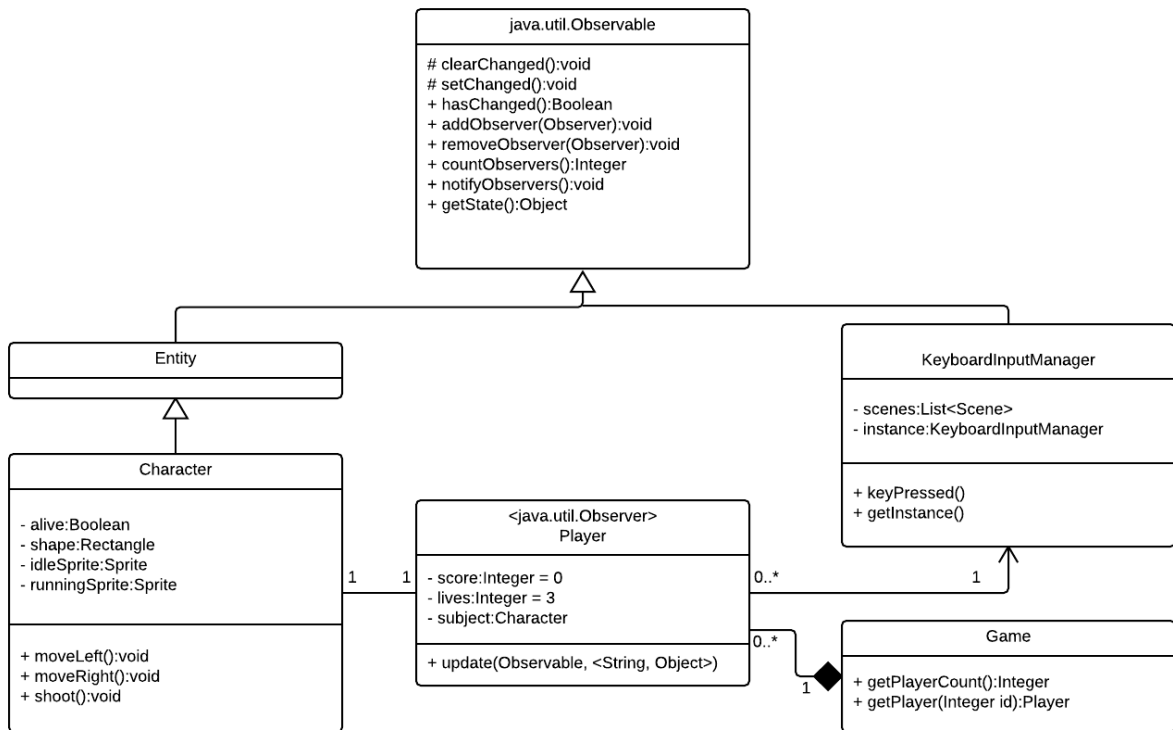 java.util.Observable
# clearChanged():void
# setChanged():void
+ hasChanged():Boolean
+ addObserver(Observer):void
+ removeObserver(Observer):void
+ countObservers():Integer
+ notifyObservers():void
+ getState():Object
Entity
KeyboardInputManager
- scenes:List<Scene>
- instance:KeyboardInputManager
+ keyPressed()
+ getInstance()
Character
- alive:Boolean
- shape:Rectangle
- idleSprite:Sprite
- runningSprite:Sprite
+ moveLeft():void
+ moveRight():void
+ shoot():void
1
1
<java.util.Observer>
Player
- score:Integer = 0
- lives:Integer = 3
- subject:Character
+ update(Observable, <String, Object>)
0..*
1
0..*
1
Game
+ getPlayerCount():Integer
+ getPlayer(Integer id):Player